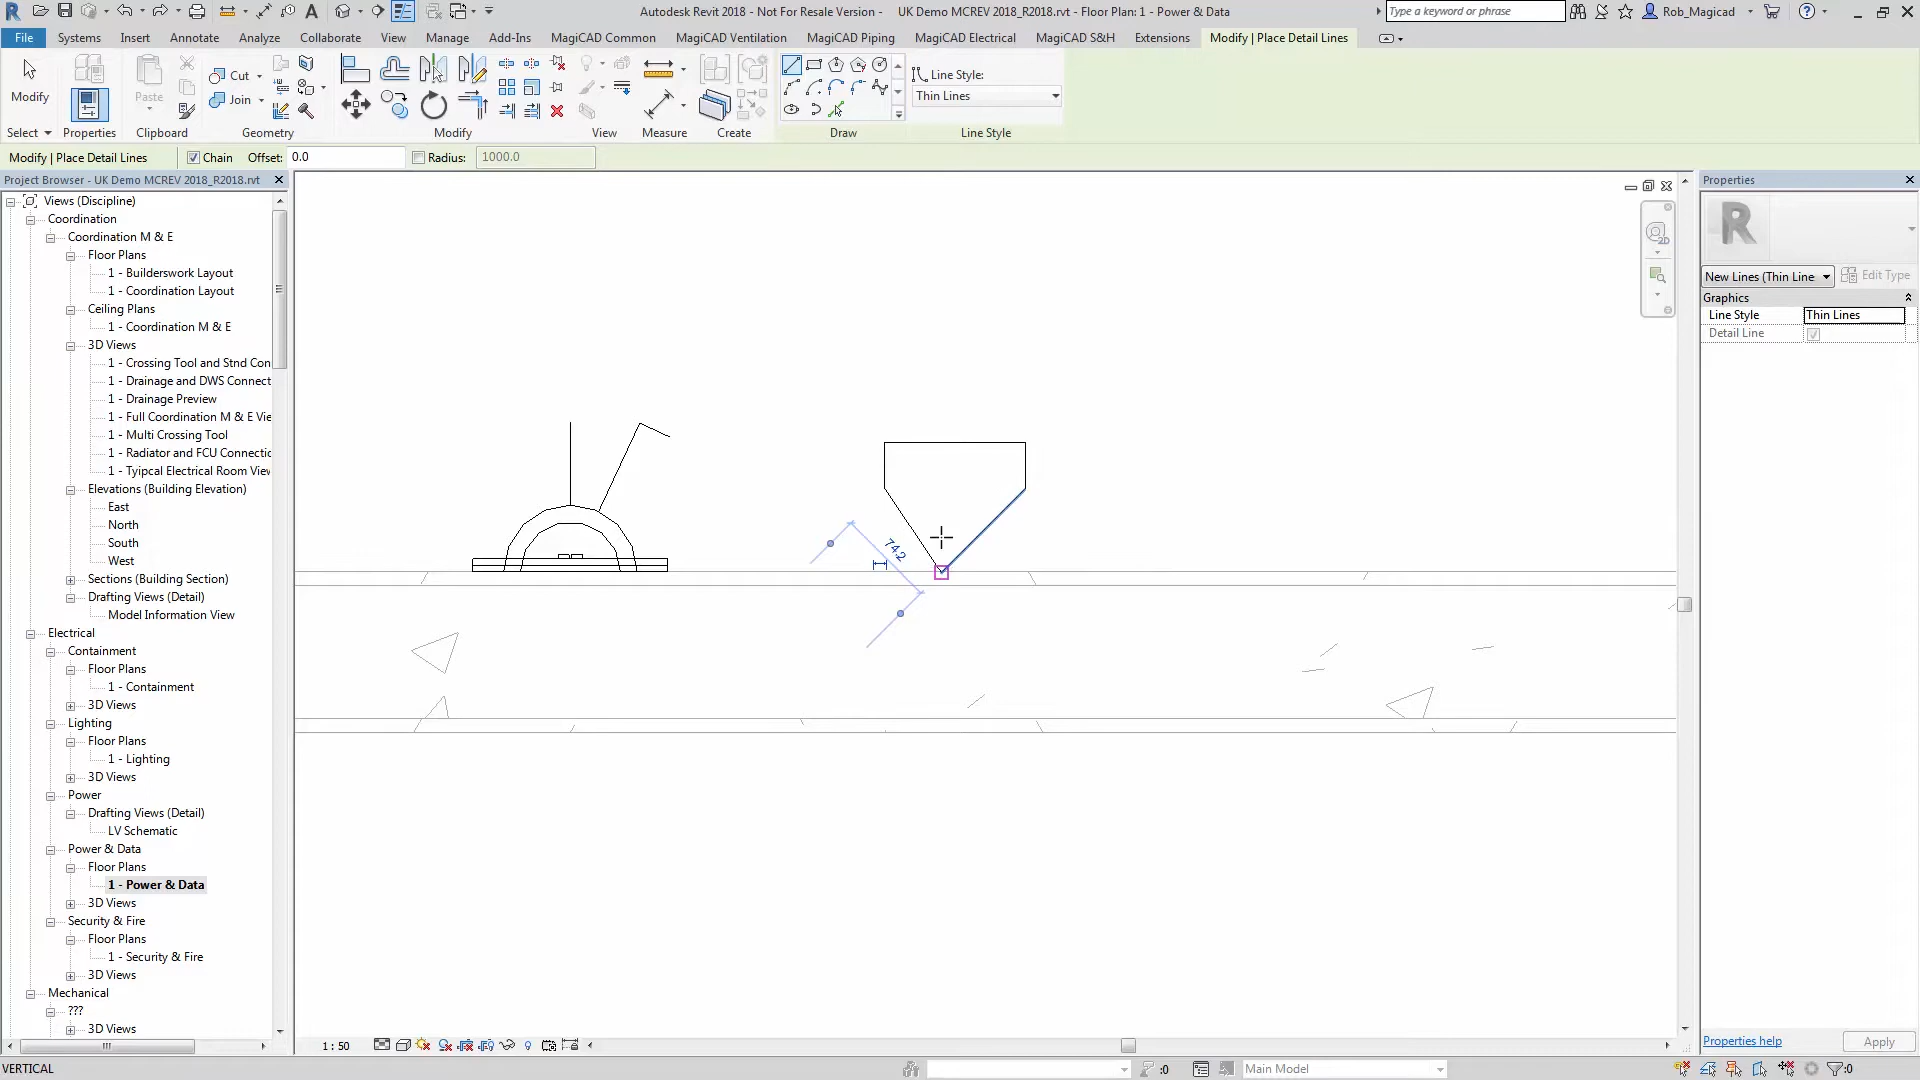 Autodesk Revit 2018 - Not For Resale Version - UK Demo MCREV 2018_R2018.rvt - Floor Plan: 1 - Power & Data
Type a keyword or phrase
Rob_Magicad
File Systems Insert Annotate Analyze Collaborate View Manage Add-Ins MagiCAD Common MagiCAD Ventilation MagiCAD Piping MagiCAD Electrical MagiCAD S&H Extensions Modify | Place Detail Lines
Modify
Paste
Cut
Join
Line Style:
Thin Lines
Select Properties Clipboard Geometry Modify View Measure Create Draw Line Style
Modify | Place Detail Lines Chain Offset: 0.0 Radius: 1000.0
Project Browser - UK Demo MCREV 2018_R2018.rvt
Views (Discipline)
Coordination
Coordination M & E
Floor Plans
1 - Builderswork Layout
1 - Coordination Layout
Ceiling Plans
1 - Coordination M & E
3D Views
1 - Crossing Tool and Stnd Con
1 - Drainage and DWS Connect
1 - Drainage Preview
1 - Full Coordination M & E Vie
1 - Multi Crossing Tool
1 - Radiator and FCU Connectic
1 - Tyipcal Electrical Room View
Elevations (Building Elevation)
East
North
South
West
Sections (Building Section)
Drafting Views (Detail)
Model Information View
Electrical
Containment
Floor Plans
1 - Containment
3D Views
Lighting
Floor Plans
1 - Lighting
3D Views
Power
Drafting Views (Detail)
LV Schematic
Power & Data
Floor Plans
1 - Power & Data
3D Views
Security & Fire
Floor Plans
1 - Security & Fire
3D Views
Mechanical
???
3D Views
74.2
2D
Properties
R
New Lines (Thin Line
Edit Type
Graphics
Line Style Thin Lines
Detail Line
Properties help
Apply
1 : 50
VERTICAL
:0
Main Model
:0